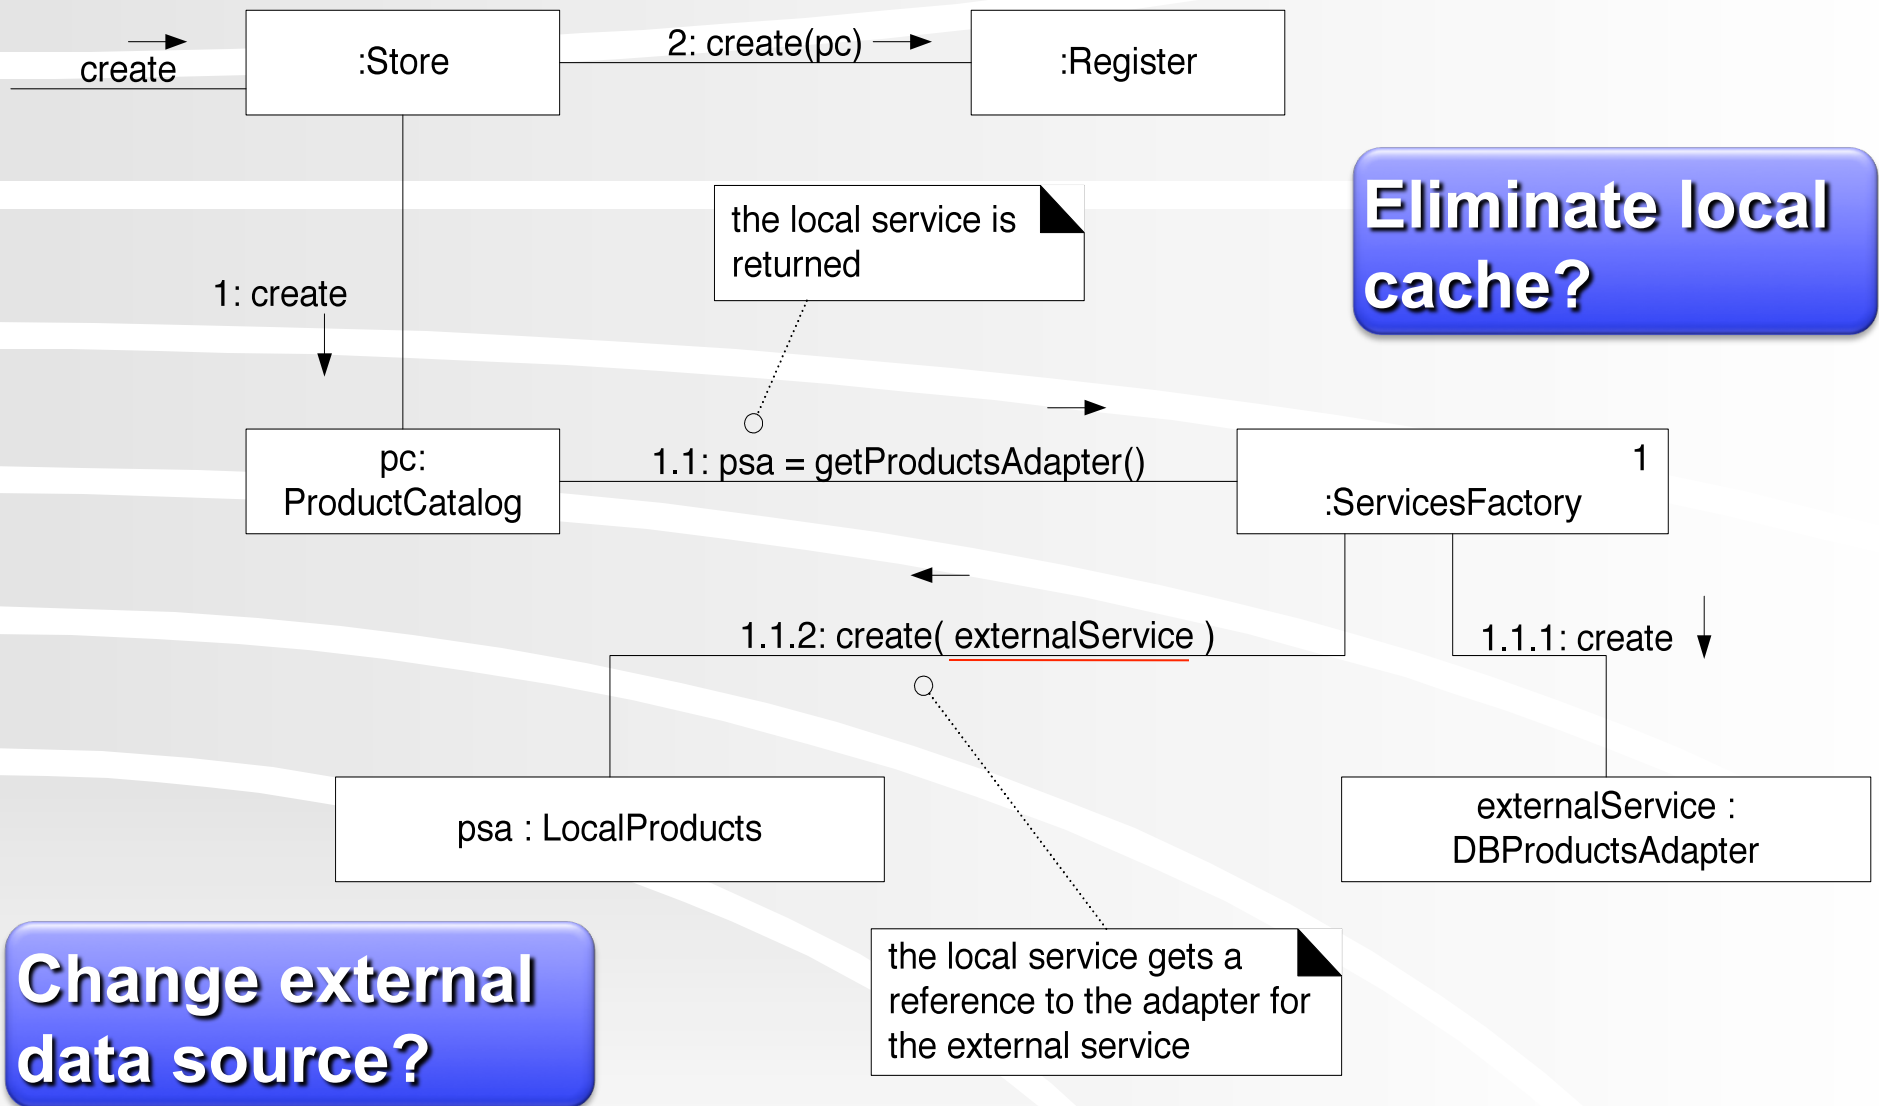 create
:Store
2: create(pc)
:Register
Eliminate local
cache?
the local service is
returned
1: create
pc:
ProductCatalog
1.1: psa = getProductsAdapter()
1
:ServicesFactory
1.1.2: create( externalService )
1.1.1: create
psa : LocalProducts
externalService :
DBProductsAdapter
Change external
data source?
the local service gets a
reference to the adapter for
the external service